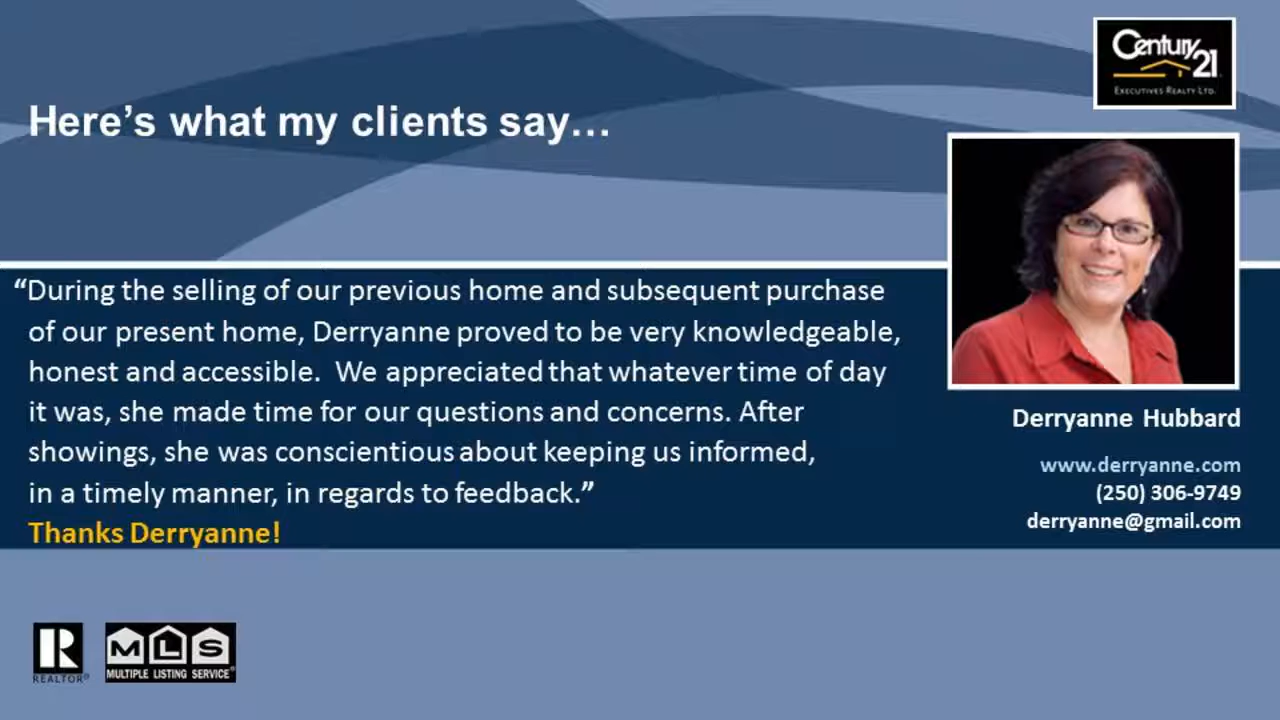 Century 21
EXECUTIVES REALTY LTD.
Here's what my clients say…
“During the selling of our previous home and subsequent purchase
of our present home, Derryanne proved to be very knowledgeable,
honest and accessible.  We appreciated that whatever time of day
it was, she made time for our questions and concerns. After
showings, she was conscientious about keeping us informed,
in a timely manner, in regards to feedback.”
Thanks Derryanne!
Derryanne Hubbard
www.derryanne.com
(250) 306-9749
derryanne@gmail.com
R
REALTOR®
MLS
MULTIPLE LISTING SERVICE®